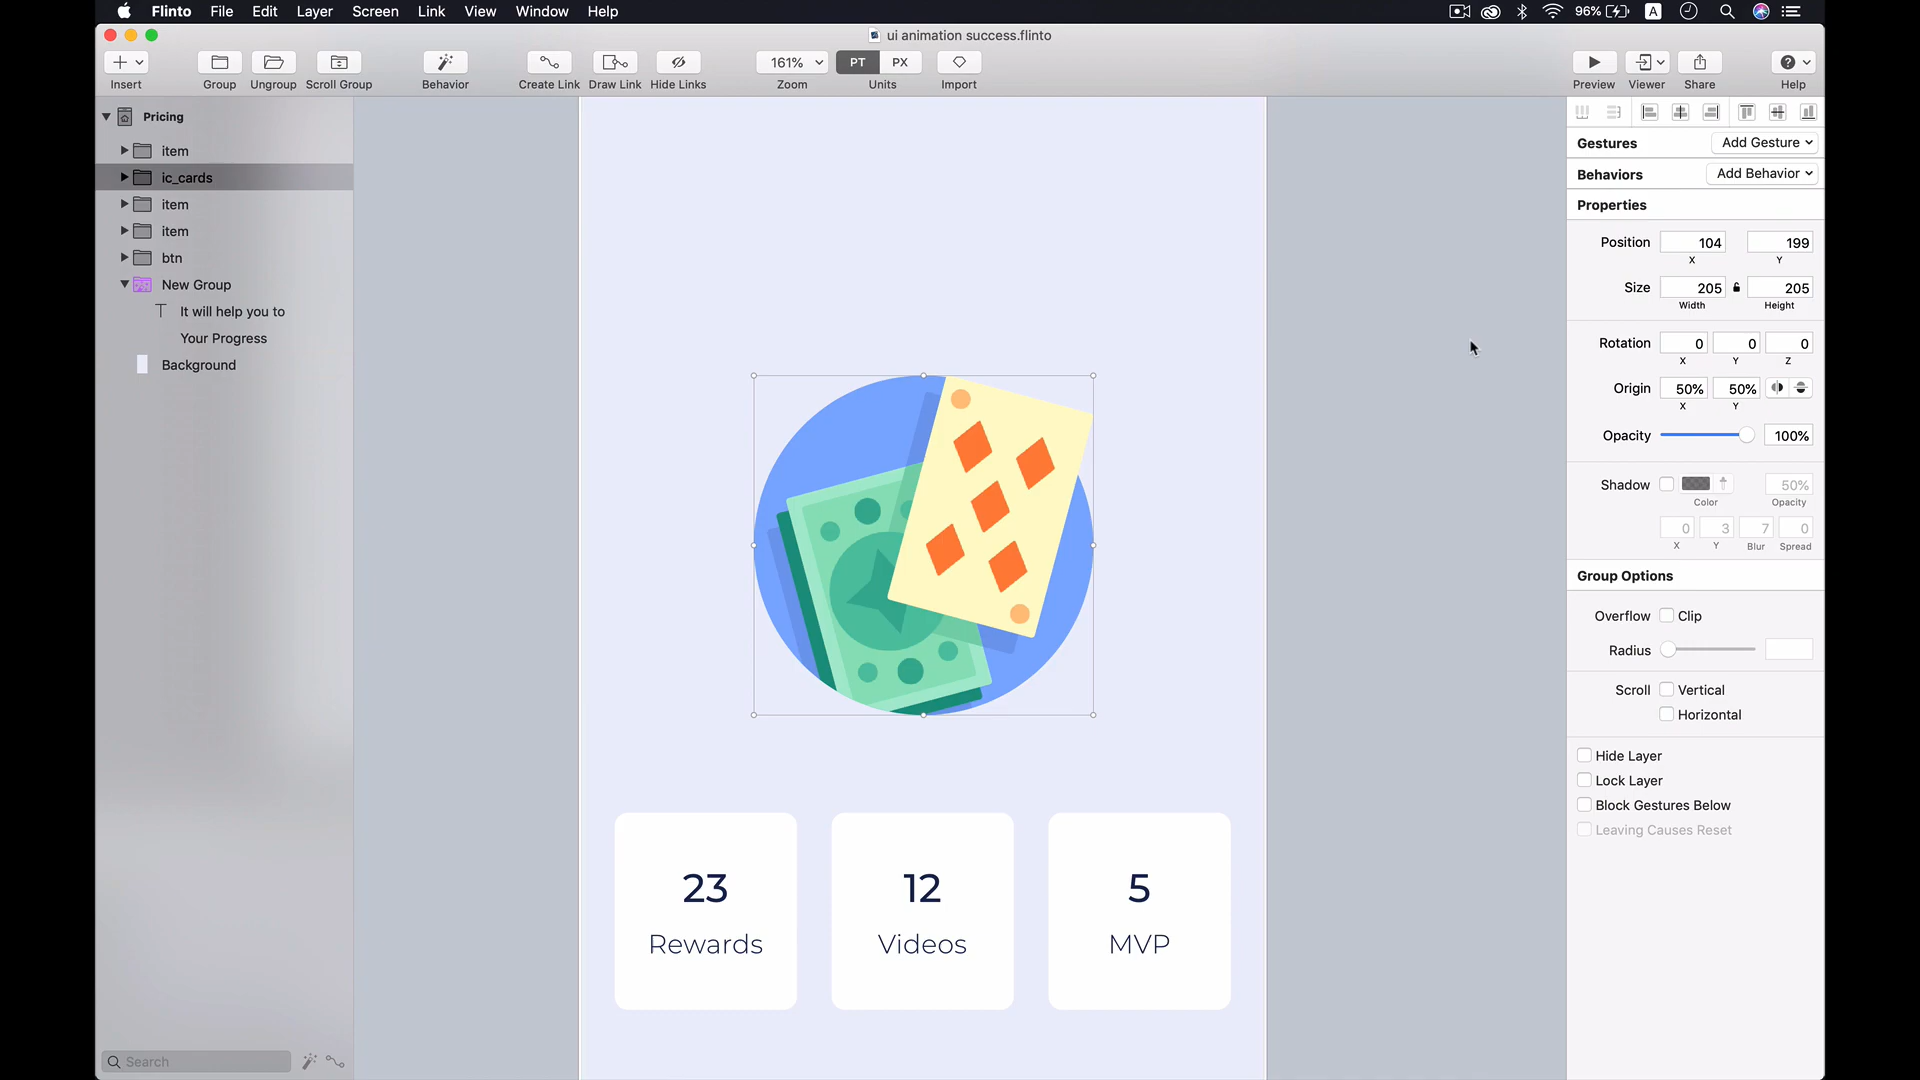 Flinto File Edit Layer Screen Link View Window Help 96% A
ui animation success.flinto
161% PT PX
Insert Group Ungroup Scroll Group Behavior Create Link Draw Link Hide Links Zoom Units Import Preview Viewer Share Help
Pricing
item
ic_cards
item
item
btn
New Group
It will help you to
Your Progress
Background
Search
23
Rewards
12
Videos
5
MVP
Gestures Add Gesture
Behaviors Add Behavior
Properties
Position 104 199
X Y
Size 205 205
Width Height
Rotation 0 0 0
X Y Z
Origin 50% 50%
X Y
Opacity 100%
Shadow 50%
Color Opacity
0 3 7 0
X Y Blur Spread
Group Options
Overflow Clip
Radius
Scroll Vertical
Horizontal
Hide Layer
Lock Layer
Block Gestures Below
Leaving Causes Reset